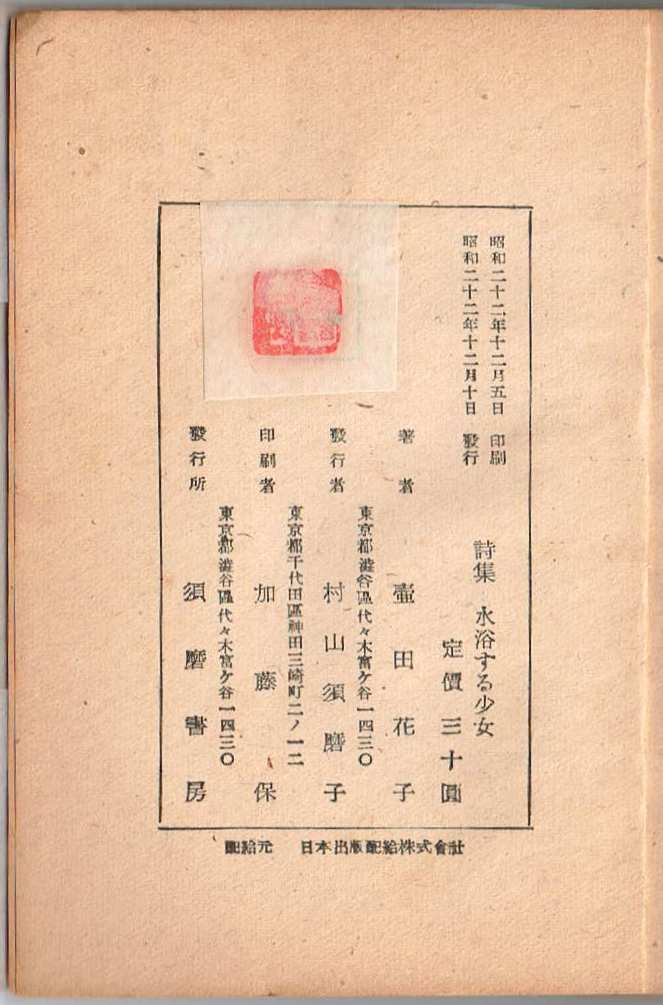 昭和二十二年十二月五日 印刷
昭和二十二年十二月十日 發行
詩集 水浴する少女
定價 三十圓
著者 壷田花子
東京都澁谷區代々木富ケ谷一四三〇
發行者 村山須磨子
東京都千代田區神田三崎町二ノ一二
印刷者 加藤保
東京都澁谷區代々木富ケ谷一四三〇
發行所 須磨書房
配給元 日本出版配給株式會社